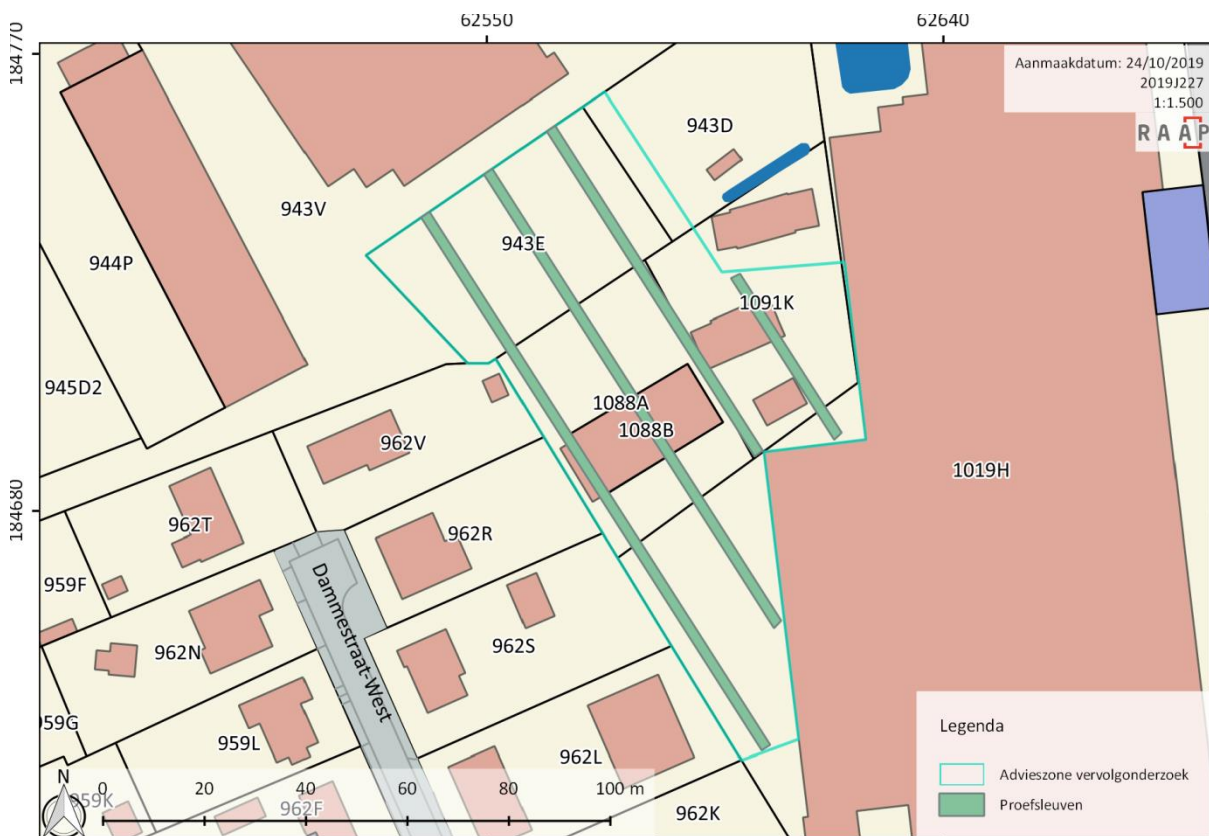 62550
62640
184770
Aanmaakdatum: 24/10/2019
2019J227
1:1.500
RAAP
943D
943V
943E
944P
1091K
945D2
1088A
1088B
962V
1019H
962T
962R
959F
Dammestraat-West
184680
962N
962S
959G
959L
962L
Legenda
Advieszone vervolgonderzoek
Proefsleuven
N
0 20 40 60 80 100 m
959K
962F
962K